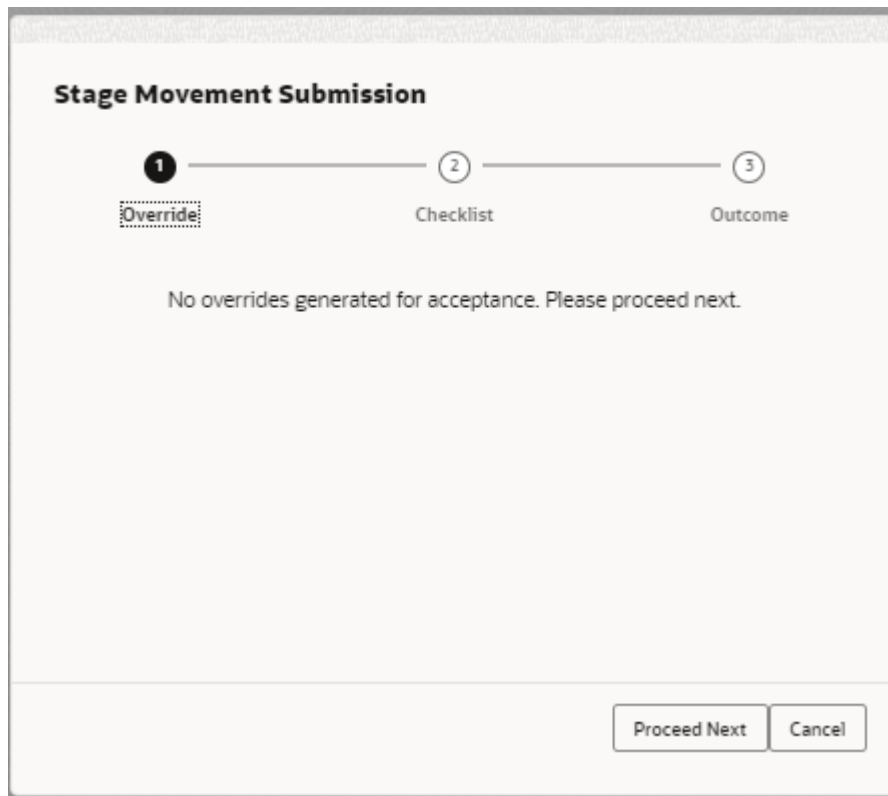 Stage Movement Submission
1 2 3
Override Checklist Outcome
No overrides generated for acceptance. Please proceed next.
Proceed Next Cancel